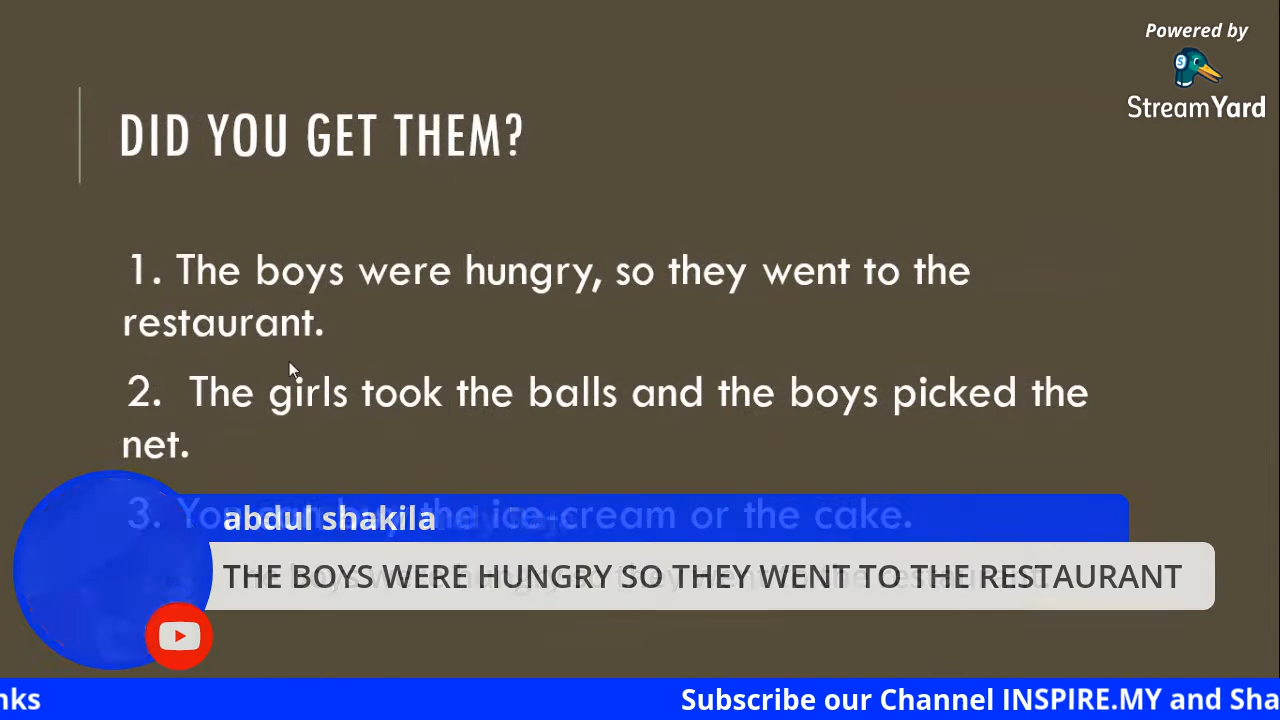 Powered by
StreamYard
DID YOU GET THEM?
1. The boys were hungry, so they went to the
restaurant.
2. The girls took the balls and the boys picked the
net.
3. You can buy the ice-cream or the cake.
abdul shakila
THE BOYS WERE HUNGRY SO THEY WENT TO THE RESTAURANT
nks
Subscribe our Channel INSPIRE.MY and Sha